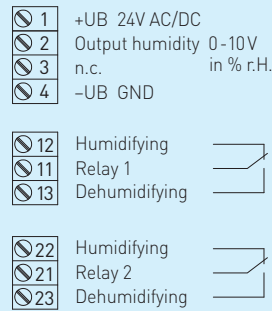 1 +UB 24V AC/DC
2 Output humidity 0-10V
3 n.c. in % r.H.
4 –UB GND
12 Humidifying
11 Relay 1
13 Dehumidifying
22 Humidifying
21 Relay 2
23 Dehumidifying